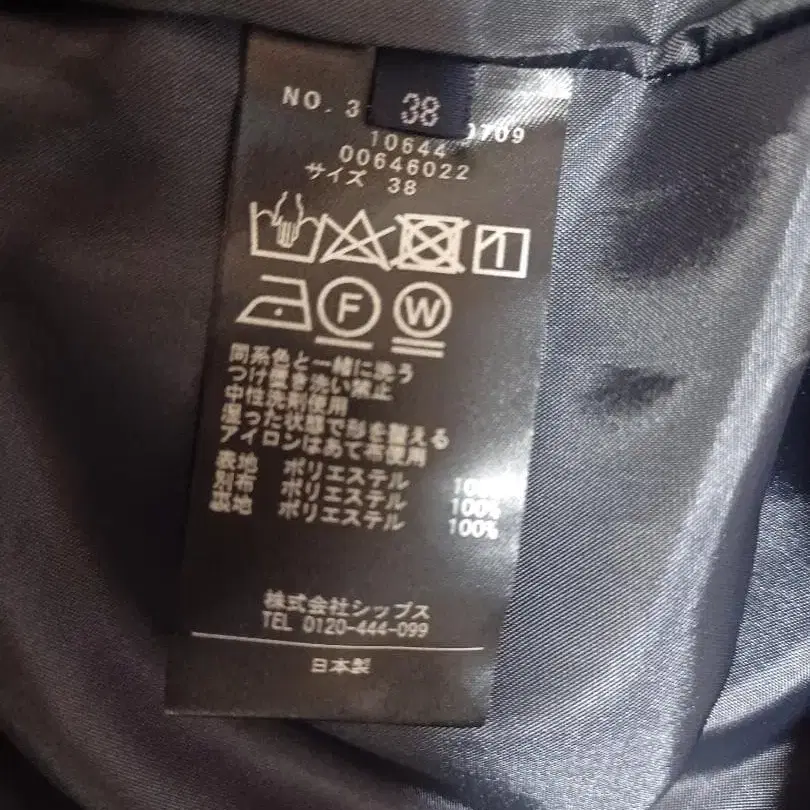 38
NO. 3 0709
10644
00646022
サイズ 38
F W
同系色と一緒に洗う
つけ置き洗い禁止
中性洗剤使用
湿った状態で形を整える
アイロンはあて布使用
表地 ポリエステル 100%
別布 ポリエステル 100%
裏地 ポリエステル 100%
株式会社シップス
TEL 0120-444-099
日本製